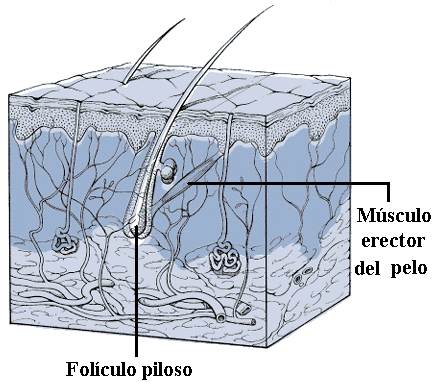 Músculo
erector
del pelo
Folículo piloso